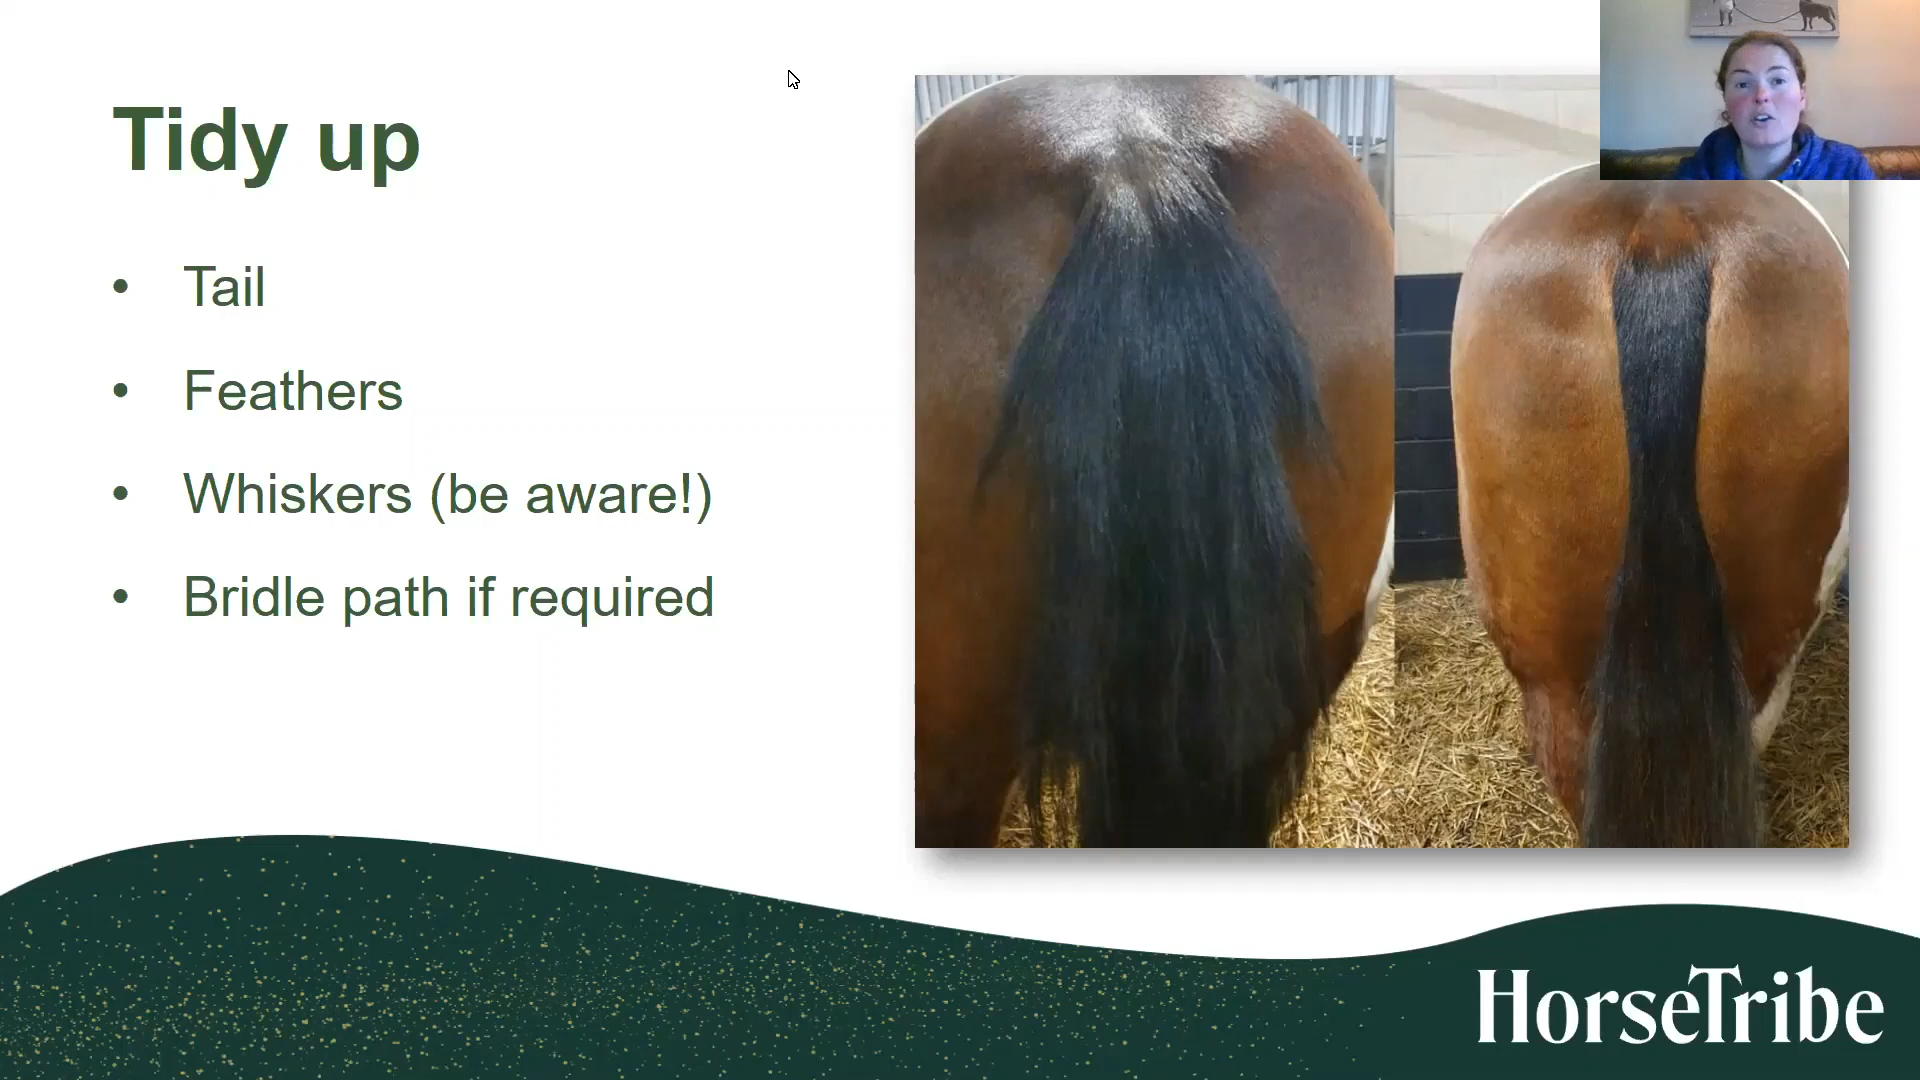 Tidy up
• Tail
• Feathers
• Whiskers (be aware!)
• Bridle path if required
HorseTribe